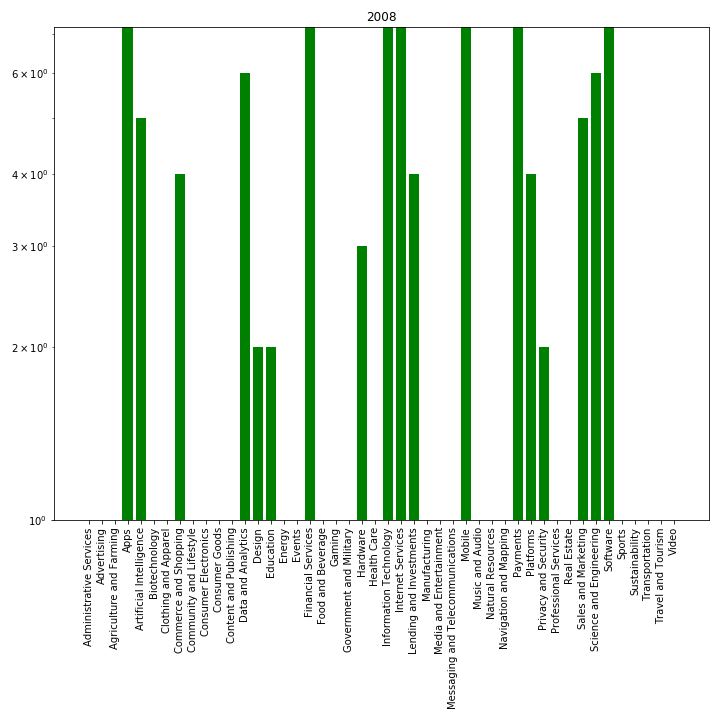 2008
6 × 10⁰
4 × 10⁰
3 × 10⁰
2 × 10⁰
10⁰
Administrative Services
Advertising
Agriculture and Farming
Apps
Artificial Intelligence
Biotechnology
Clothing and Apparel
Commerce and Shopping
Community and Lifestyle
Consumer Electronics
Consumer Goods
Content and Publishing
Data and Analytics
Design
Education
Energy
Events
Financial Services
Food and Beverage
Gaming
Government and Military
Hardware
Health Care
Information Technology
Internet Services
Lending and Investments
Manufacturing
Media and Entertainment
Messaging and Telecommunications
Mobile
Music and Audio
Natural Resources
Navigation and Mapping
Payments
Platforms
Privacy and Security
Professional Services
Real Estate
Sales and Marketing
Science and Engineering
Software
Sports
Sustainability
Transportation
Travel and Tourism
Video